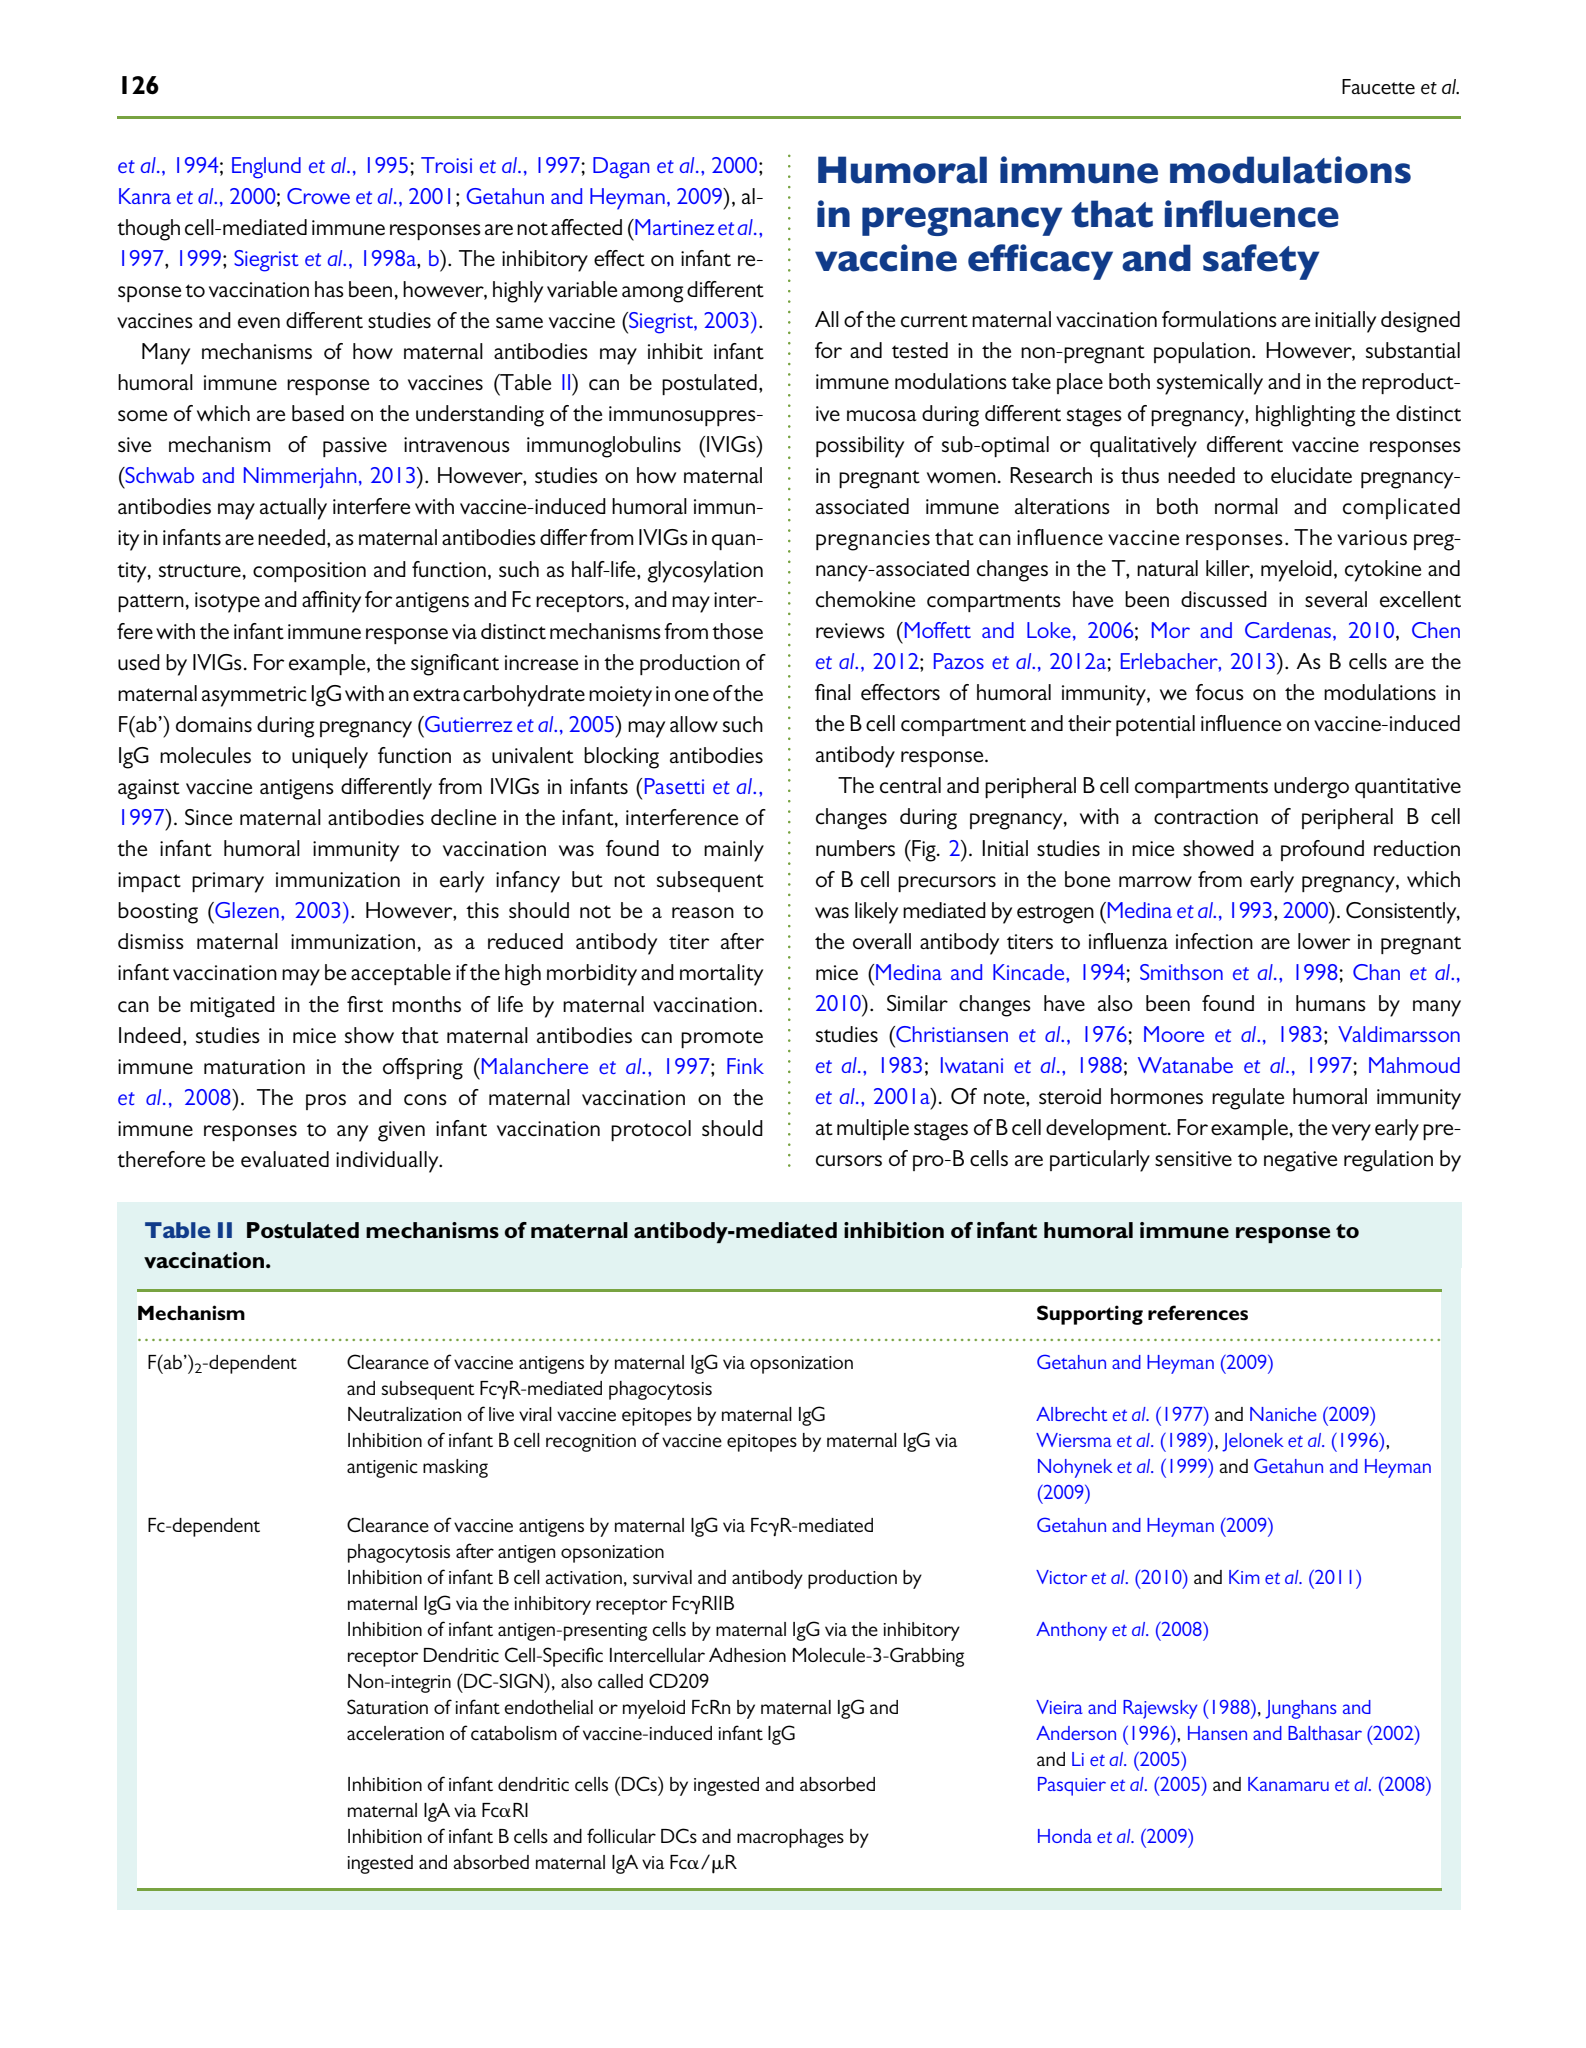 126
Faucette et al.
et al., 1994; Englund et al., 1995; Troisi et al., 1997; Dagan et al., 2000;
Kanra et al., 2000; Crowe et al., 2001; Getahun and Heyman, 2009), al-
though cell-mediated immune responses are not affected (Martinez et al.,
1997, 1999; Siegrist et al., 1998a, b). The inhibitory effect on infant re-
sponse to vaccination has been, however, highly variable among different
vaccines and even different studies of the same vaccine (Siegrist, 2003).
Many mechanisms of how maternal antibodies may inhibit infant
humoral immune response to vaccines (Table II) can be postulated,
some of which are based on the understanding of the immunosuppres-
sive mechanism of passive intravenous immunoglobulins (IVIGs)
(Schwab and Nimmerjahn, 2013). However, studies on how maternal
antibodies may actually interfere with vaccine-induced humoral immun-
ity in infants are needed, as maternal antibodies differ from IVIGs in quan-
tity, structure, composition and function, such as half-life, glycosylation
pattern, isotype and affinity for antigens and Fc receptors, and may inter-
fere with the infant immune response via distinct mechanisms from those
used by IVIGs. For example, the significant increase in the production of
maternal asymmetric IgG with an extra carbohydrate moiety in one of the
F(ab’) domains during pregnancy (Gutierrez et al., 2005) may allow such
IgG molecules to uniquely function as univalent blocking antibodies
against vaccine antigens differently from IVIGs in infants (Pasetti et al.,
1997). Since maternal antibodies decline in the infant, interference of
the infant humoral immunity to vaccination was found to mainly
impact primary immunization in early infancy but not subsequent
boosting (Glezen, 2003). However, this should not be a reason to
dismiss maternal immunization, as a reduced antibody titer after
infant vaccination may be acceptable if the high morbidity and mortality
can be mitigated in the first months of life by maternal vaccination.
Indeed, studies in mice show that maternal antibodies can promote
immune maturation in the offspring (Malanchere et al., 1997; Fink
et al., 2008). The pros and cons of maternal vaccination on the
immune responses to any given infant vaccination protocol should
therefore be evaluated individually.
Humoral immune modulations
in pregnancy that influence
vaccine efficacy and safety
All of the current maternal vaccination formulations are initially designed
for and tested in the non-pregnant population. However, substantial
immune modulations take place both systemically and in the reproduct-
ive mucosa during different stages of pregnancy, highlighting the distinct
possibility of sub-optimal or qualitatively different vaccine responses
in pregnant women. Research is thus needed to elucidate pregnancy-
associated immune alterations in both normal and complicated
pregnancies that can influence vaccine responses. The various preg-
nancy-associated changes in the T, natural killer, myeloid, cytokine and
chemokine compartments have been discussed in several excellent
reviews (Moffett and Loke, 2006; Mor and Cardenas, 2010, Chen
et al., 2012; Pazos et al., 2012a; Erlebacher, 2013). As B cells are the
final effectors of humoral immunity, we focus on the modulations in
the B cell compartment and their potential influence on vaccine-induced
antibody response.
The central and peripheral B cell compartments undergo quantitative
changes during pregnancy, with a contraction of peripheral B cell
numbers (Fig. 2). Initial studies in mice showed a profound reduction
of B cell precursors in the bone marrow from early pregnancy, which
was likely mediated by estrogen (Medina et al., 1993, 2000). Consistently,
the overall antibody titers to influenza infection are lower in pregnant
mice (Medina and Kincade, 1994; Smithson et al., 1998; Chan et al.,
2010). Similar changes have also been found in humans by many
studies (Christiansen et al., 1976; Moore et al., 1983; Valdimarsson
et al., 1983; Iwatani et al., 1988; Watanabe et al., 1997; Mahmoud
et al., 2001a). Of note, steroid hormones regulate humoral immunity
at multiple stages of B cell development. For example, the very early pre-
cursors of pro-B cells are particularly sensitive to negative regulation by
Table II Postulated mechanisms of maternal antibody-mediated inhibition of infant humoral immune response to
vaccination.
Mechanism Supporting references
F(ab’)2-dependent Clearance of vaccine antigens by maternal IgG via opsonization Getahun and Heyman (2009)
and subsequent FcγR-mediated phagocytosis
Neutralization of live viral vaccine epitopes by maternal IgG Albrecht et al. (1977) and Naniche (2009)
Inhibition of infant B cell recognition of vaccine epitopes by maternal IgG via Wiersma et al. (1989), Jelonek et al. (1996),
antigenic masking Nohynek et al. (1999) and Getahun and Heyman
(2009)
Fc-dependent Clearance of vaccine antigens by maternal IgG via FcγR-mediated Getahun and Heyman (2009)
phagocytosis after antigen opsonization
Inhibition of infant B cell activation, survival and antibody production by Victor et al. (2010) and Kim et al. (2011)
maternal IgG via the inhibitory receptor FcγRIIB
Inhibition of infant antigen-presenting cells by maternal IgG via the inhibitory Anthony et al. (2008)
receptor Dendritic Cell-Specific Intercellular Adhesion Molecule-3-Grabbing
Non-integrin (DC-SIGN), also called CD209
Saturation of infant endothelial or myeloid FcRn by maternal IgG and Vieira and Rajewsky (1988), Junghans and
acceleration of catabolism of vaccine-induced infant IgG Anderson (1996), Hansen and Balthasar (2002)
and Li et al. (2005)
Inhibition of infant dendritic cells (DCs) by ingested and absorbed Pasquier et al. (2005) and Kanamaru et al. (2008)
maternal IgA via FcαRI
Inhibition of infant B cells and follicular DCs and macrophages by Honda et al. (2009)
ingested and absorbed maternal IgA via Fcα/μR